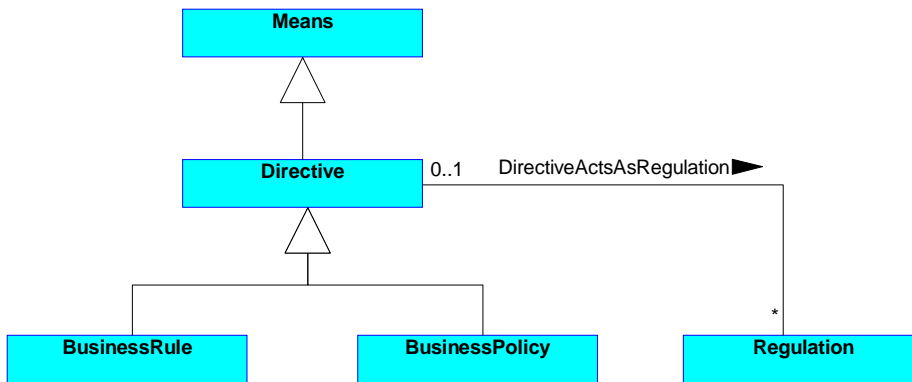 Means
Directive
0..1
DirectiveActsAsRegulation
*
BusinessRule
BusinessPolicy
Regulation